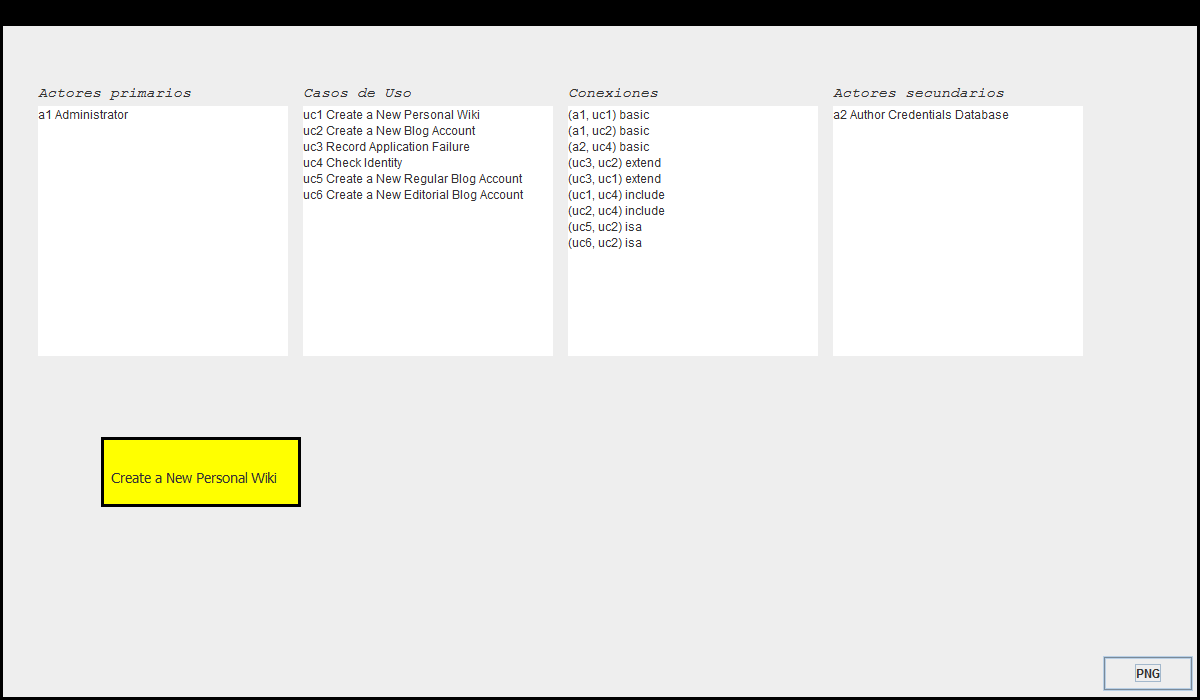 Actores primarios
a1 Administrator
Casos de Uso
uc1 Create a New Personal Wiki
uc2 Create a New Blog Account
uc3 Record Application Failure
uc4 Check Identity
uc5 Create a New Regular Blog Account
uc6 Create a New Editorial Blog Account
Conexiones
(a1, uc1) basic
(a1, uc2) basic
(a2, uc4) basic
(uc3, uc2) extend
(uc3, uc1) extend
(uc1, uc4) include
(uc2, uc4) include
(uc5, uc2) isa
(uc6, uc2) isa
Actores secundarios
a2 Author Credentials Database
Create a New Personal Wiki
PNG